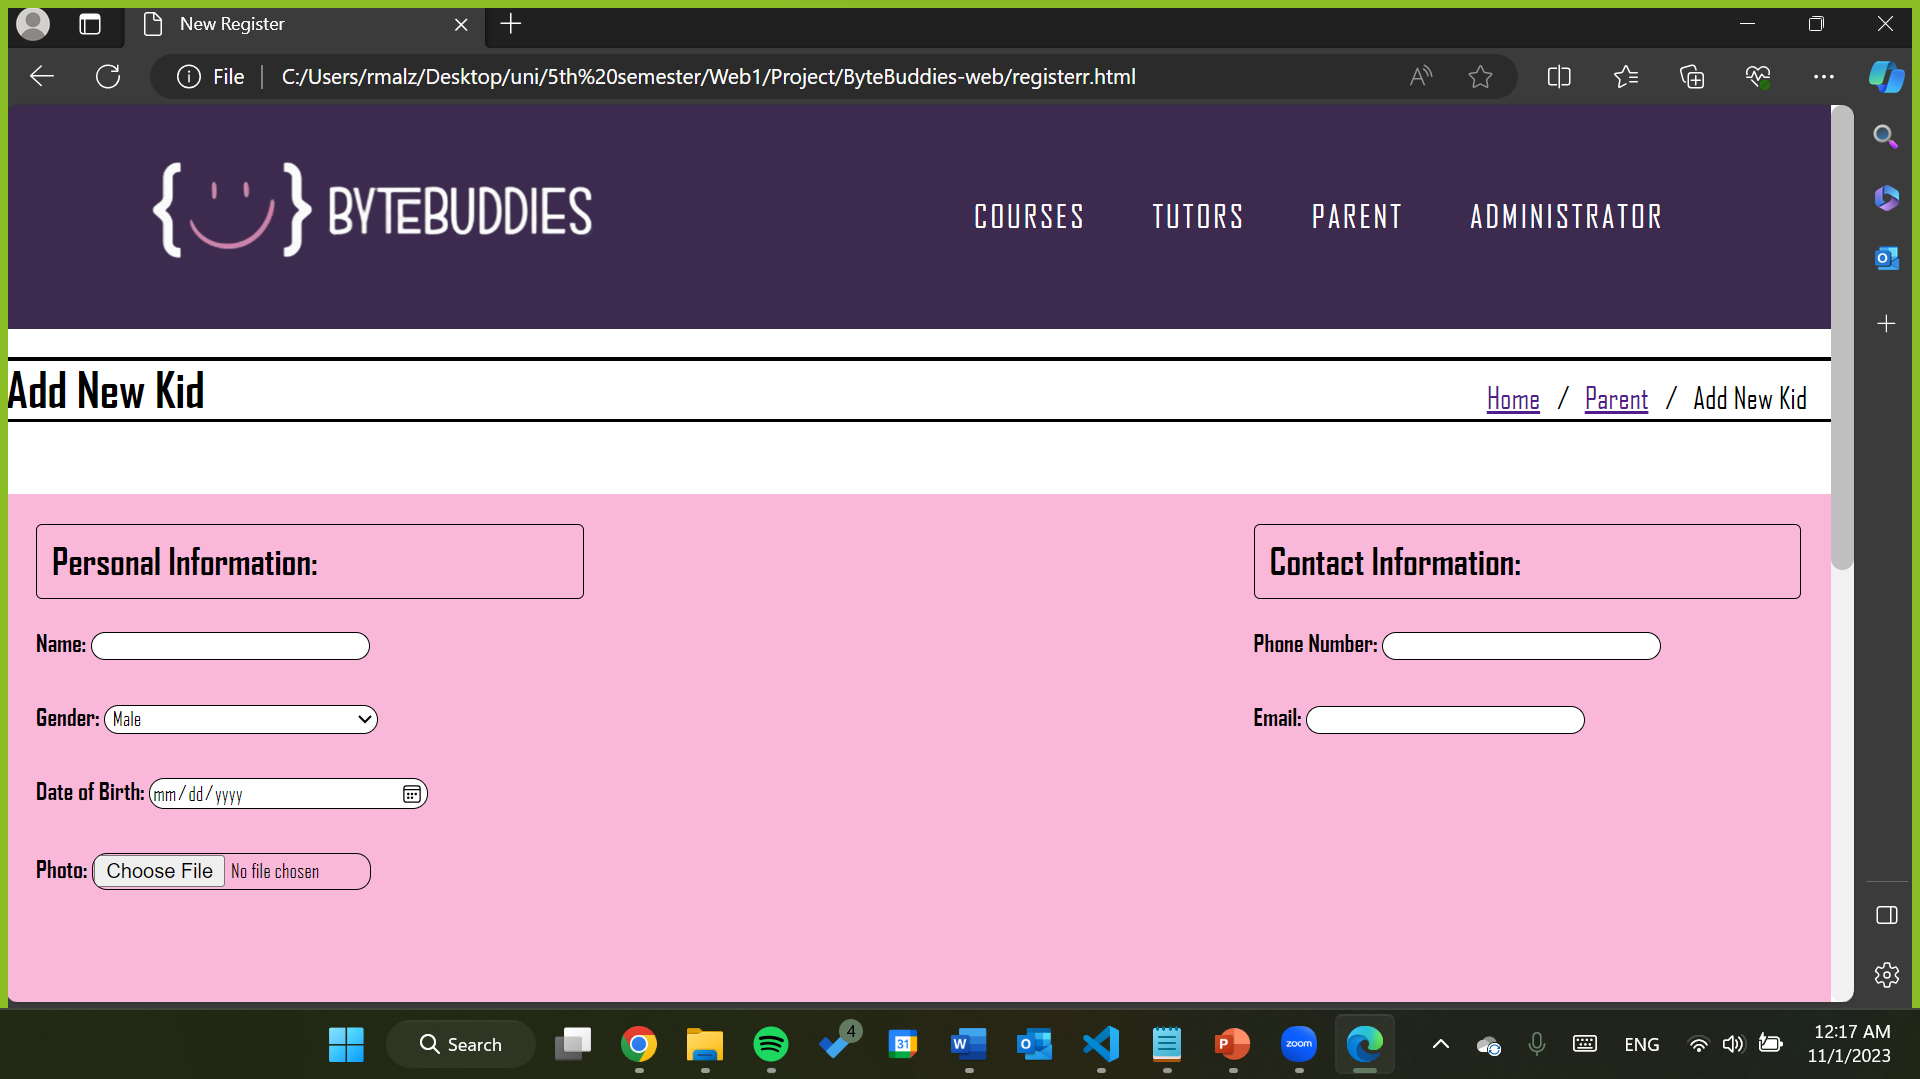 New Register
File
C:/Users/rmalz/Desktop/uni/5th%20semester/Web1/Project/ByteBuddies-web/registerr.html
BYTEBUDDIES
COURSES TUTORS PARENT ADMINISTRATOR
Add New Kid
Home / Parent / Add New Kid
Personal Information:
Contact Information:
Name:
Phone Number:
Gender: Male
Email:
Date of Birth: mm/dd/yyyy
Photo: Choose File No file chosen
Search
4
31
W
O
P
zoom
ENG
12:17 AM
11/1/2023